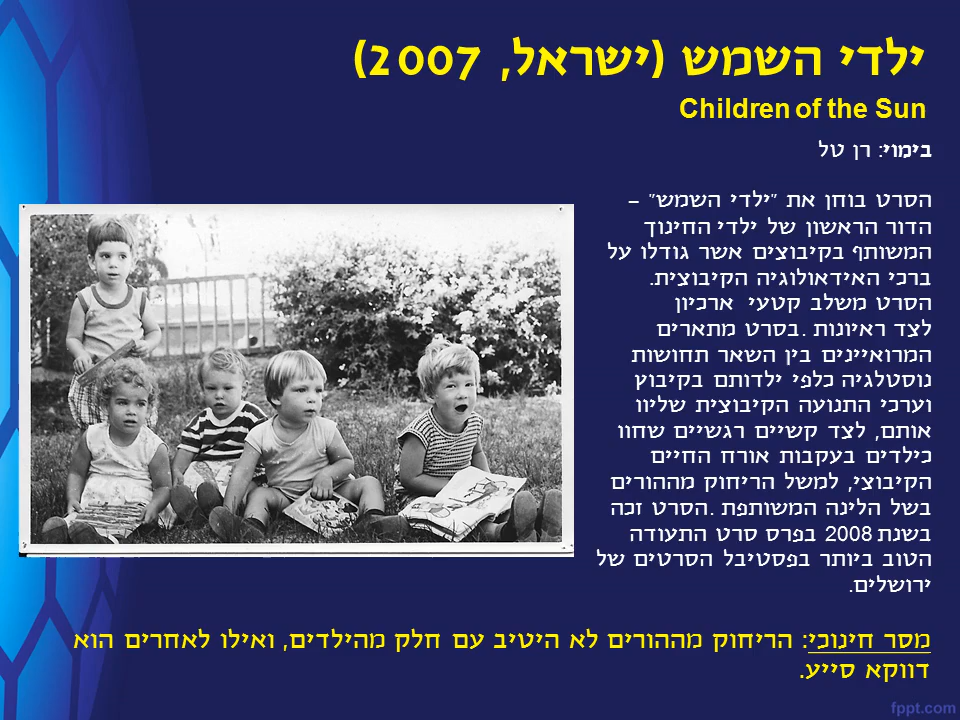 ילדי השמש (ישראל, 2007)
Children of the Sun
בימוי: רן טל
הסרט בוחן את "ילדי השמש" –
הדור הראשון של ילדי החינוך
המשותף בקיבוצים אשר גודלו על
ברכי האידאולוגיה הקיבוצית.
הסרט משלב קטעי ארכיון
לצד ראיונות .בסרט מתארים
המרואיינים בין השאר תחושות
נוסטלגיה כלפי ילדותם בקיבוץ
וערכי התנועה הקיבוצית שליוו
אותם, לצד קשיים רגשיים שחוו
כילדים בעקבות אורח החיים
הקיבוצי, למשל הריחוק מההורים
בשל הלינה המשותפת .הסרט זכה
בשנת 2008 בפרס סרט התעודה
הטוב ביותר בפסטיבל הסרטים של
ירושלים.
מסר חינוכי: הריחוק מההורים לא היטיב עם חלק מהילדים, ואילו לאחרים הוא
דווקא סייע.
fppt.com